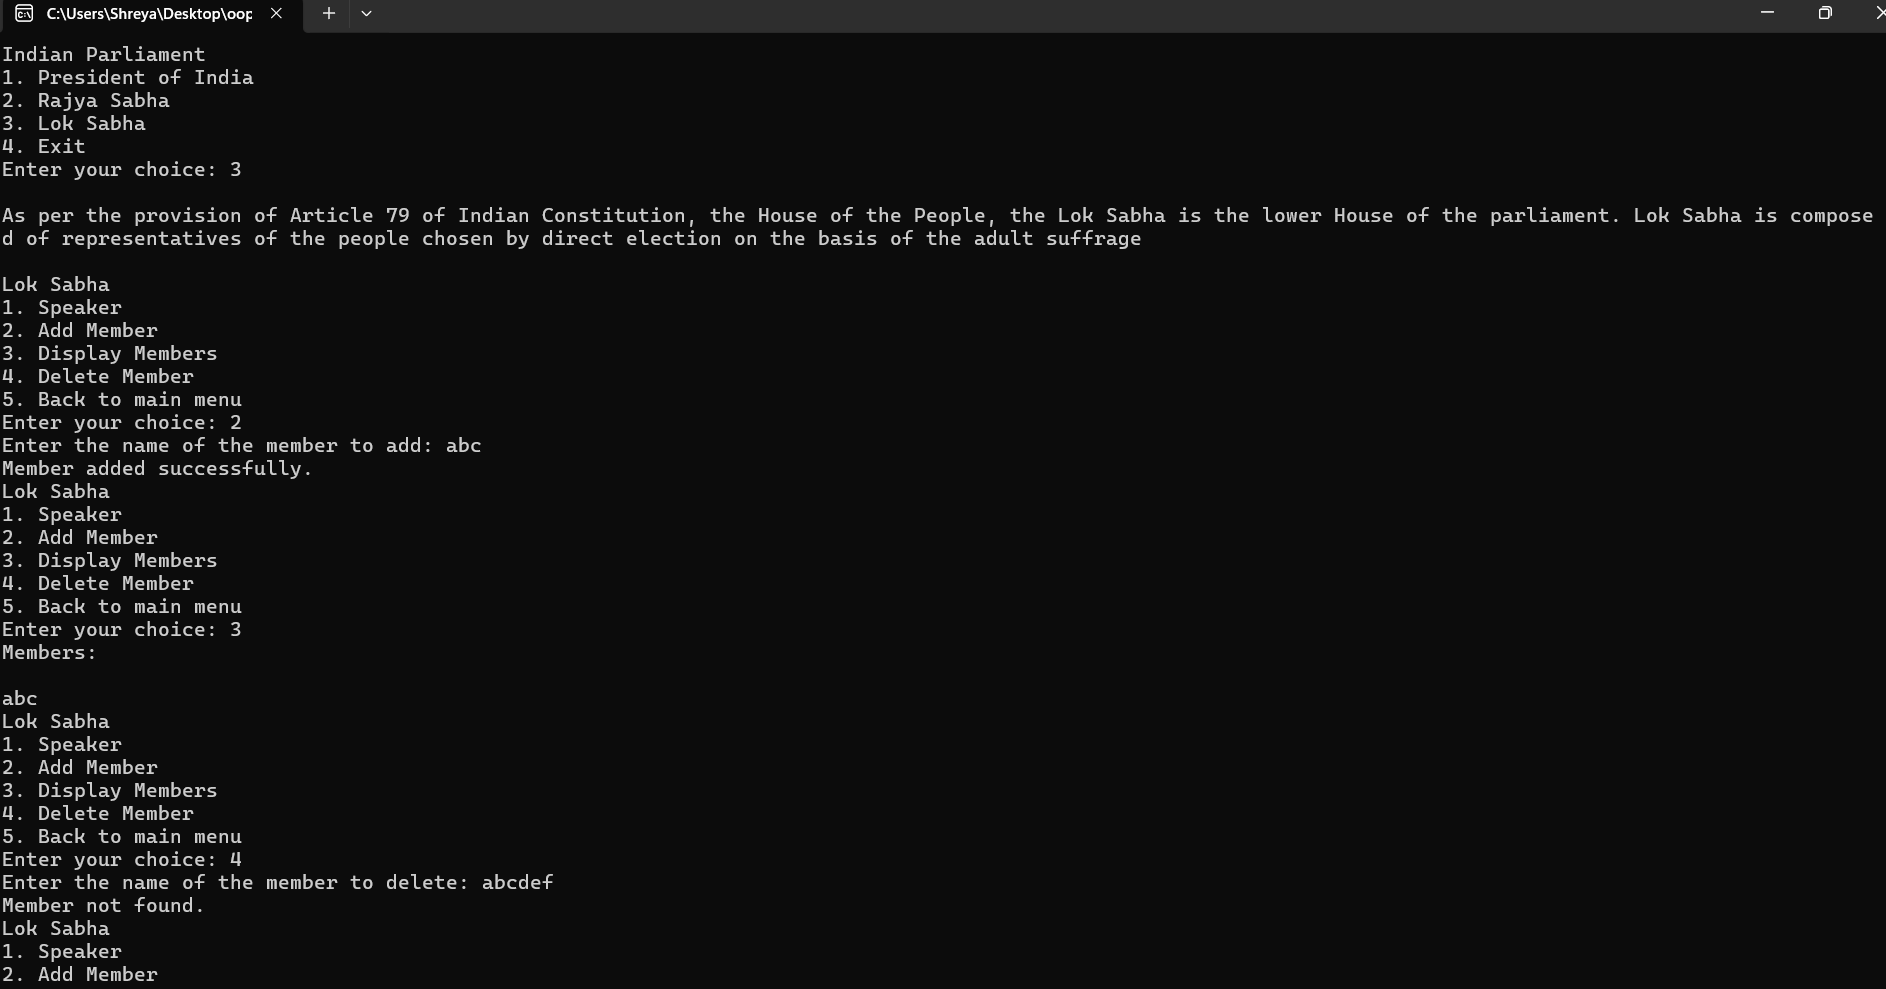 C:\Users\Shreya\Desktop\oop
Indian Parliament
1. President of India
2. Rajya Sabha
3. Lok Sabha
4. Exit
Enter your choice: 3
As per the provision of Article 79 of Indian Constitution, the House of the People, the Lok Sabha is the lower House of the parliament. Lok Sabha is compose
d of representatives of the people chosen by direct election on the basis of the adult suffrage
Lok Sabha
1. Speaker
2. Add Member
3. Display Members
4. Delete Member
5. Back to main menu
Enter your choice: 2
Enter the name of the member to add: abc
Member added successfully.
Lok Sabha
1. Speaker
2. Add Member
3. Display Members
4. Delete Member
5. Back to main menu
Enter your choice: 3
Members:
abc
Lok Sabha
1. Speaker
2. Add Member
3. Display Members
4. Delete Member
5. Back to main menu
Enter your choice: 4
Enter the name of the member to delete: abcdef
Member not found.
Lok Sabha
1. Speaker
2. Add Member